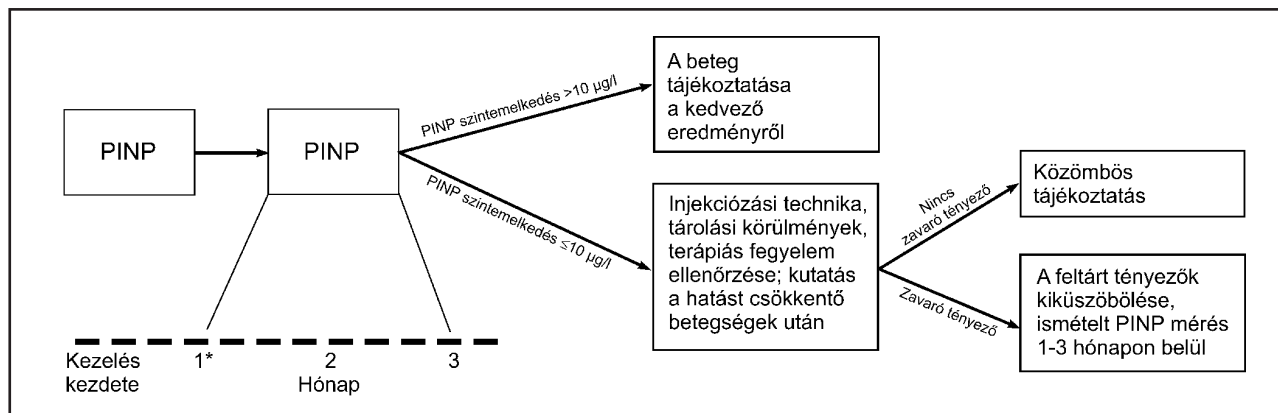 PINP
PINP
PINP szintemelkedés >10 µg/l
PINP szintemelkedés ≤10 µg/l
A beteg
tájékoztatása
a kedvező
eredményről
Injekciózási technika,
tárolási körülmények,
terápiás fegyelem
ellenőrzése; kutatás
a hatást csökkentő
betegségek után
Nincs
zavaró tényező
Zavaró tényező
Közömbös
tájékoztatás
A feltárt tényezők
kiküszöbölése,
ismételt PINP mérés
1-3 hónapon belül
Kezelés
kezdete
1*
2
3
Hónap